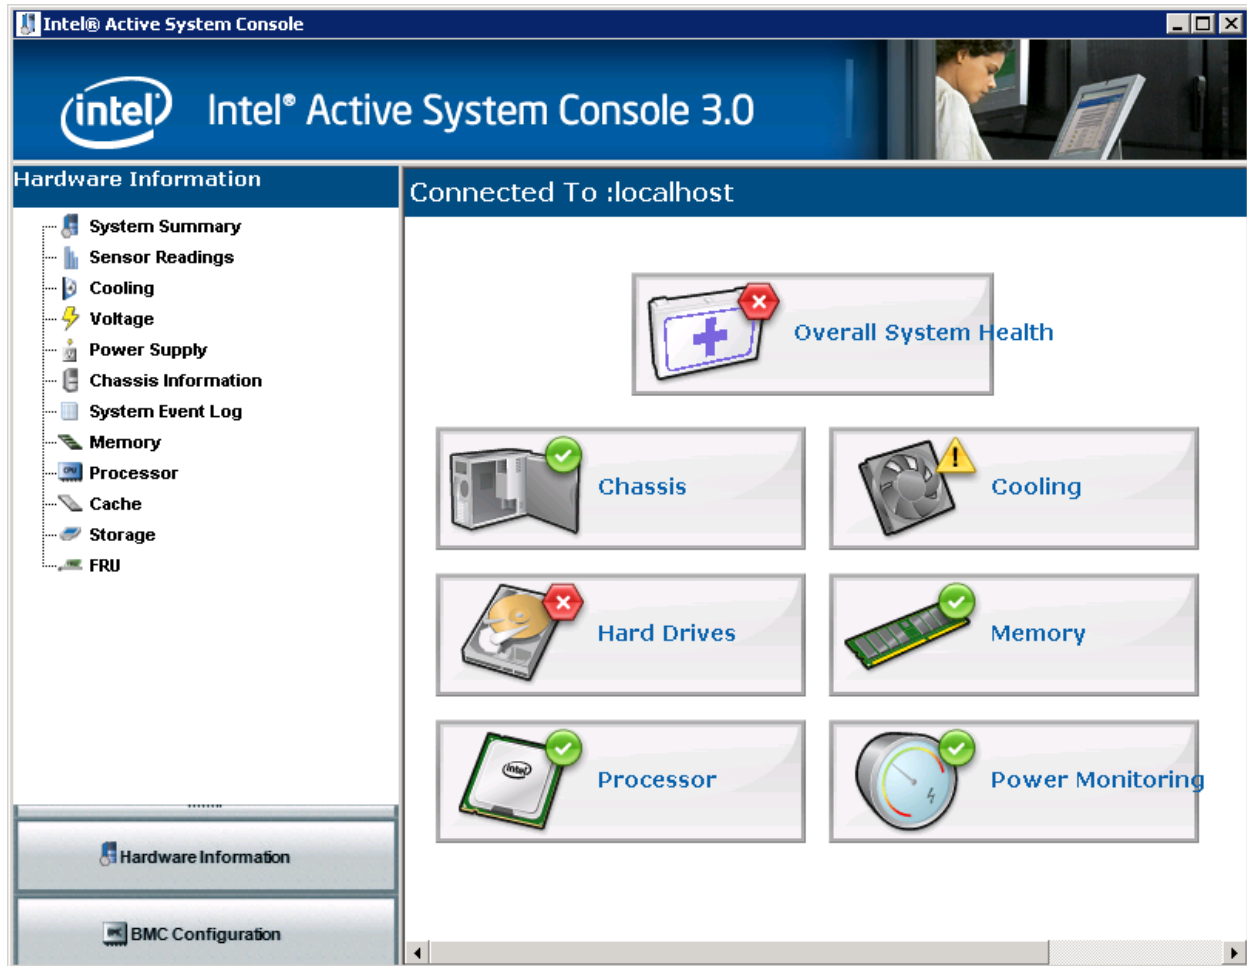 Intel® Active System Console
intel Intel® Active System Console 3.0
Hardware Information
Connected To :localhost
System Summary
Sensor Readings
Cooling
Voltage
Power Supply
Chassis Information
System Event Log
Memory
CPU Processor
Cache
Storage
FRU
Overall System Health
Chassis
Cooling
Hard Drives
Memory
intel Processor
Power Monitoring
Hardware Information
BMC Configuration